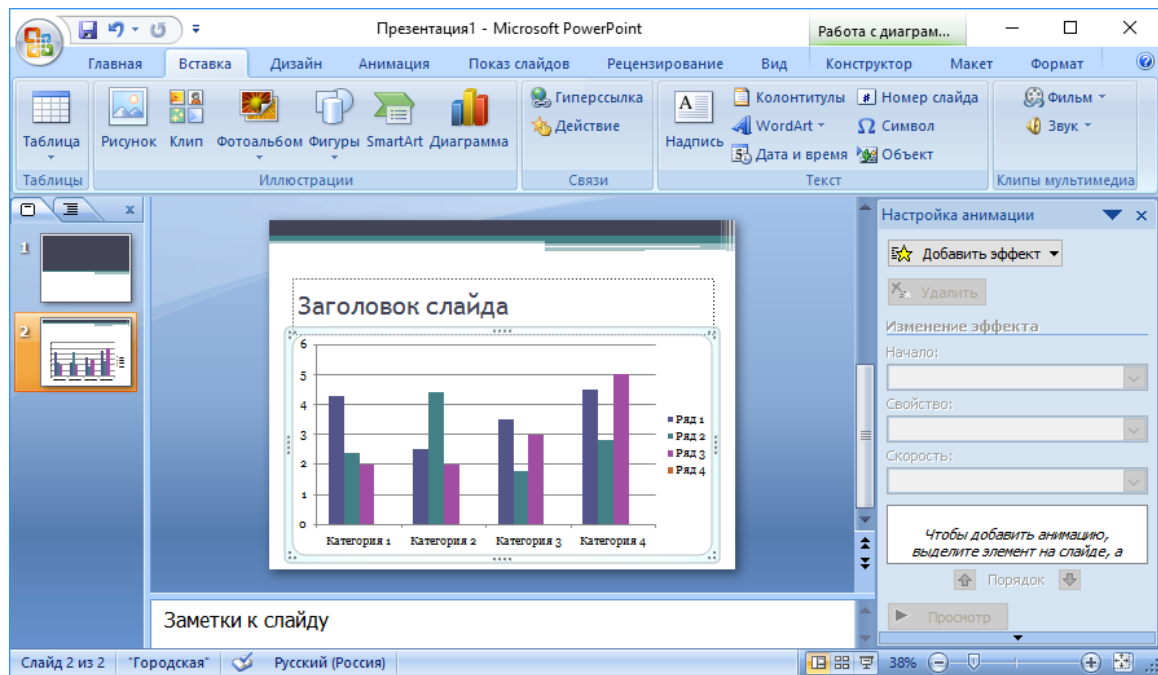 Презентация1 - Microsoft PowerPoint
Работа с диаграм...
Главная Вставка Дизайн Анимация Показ слайдов Рецензирование Вид Конструктор Макет Формат
Таблица
Рисунок Клип Фотоальбом Фигуры SmartArt Диаграмма
Гиперссылка
Действие
Надпись
Колонтитулы
WordArt
Дата и время
Номер слайда
Символ
Объект
Фильм
Звук
Таблицы Иллюстрации Связи Текст Клипы мультимедиа
1
2
Заголовок слайда
6
5
4
3
2
1
0
Категория 1 Категория 2 Категория 3 Категория 4
Ряд 1
Ряд 2
Ряд 3
Ряд 4
Заметки к слайду
Настройка анимации
Добавить эффект
Удалить
Изменение эффекта
Начало:
Свойство:
Скорость:
Чтобы добавить анимацию,
выделите элемент на слайде, а
Порядок
Просмотр
Слайд 2 из 2 "Городская" Русский (Россия) 38%